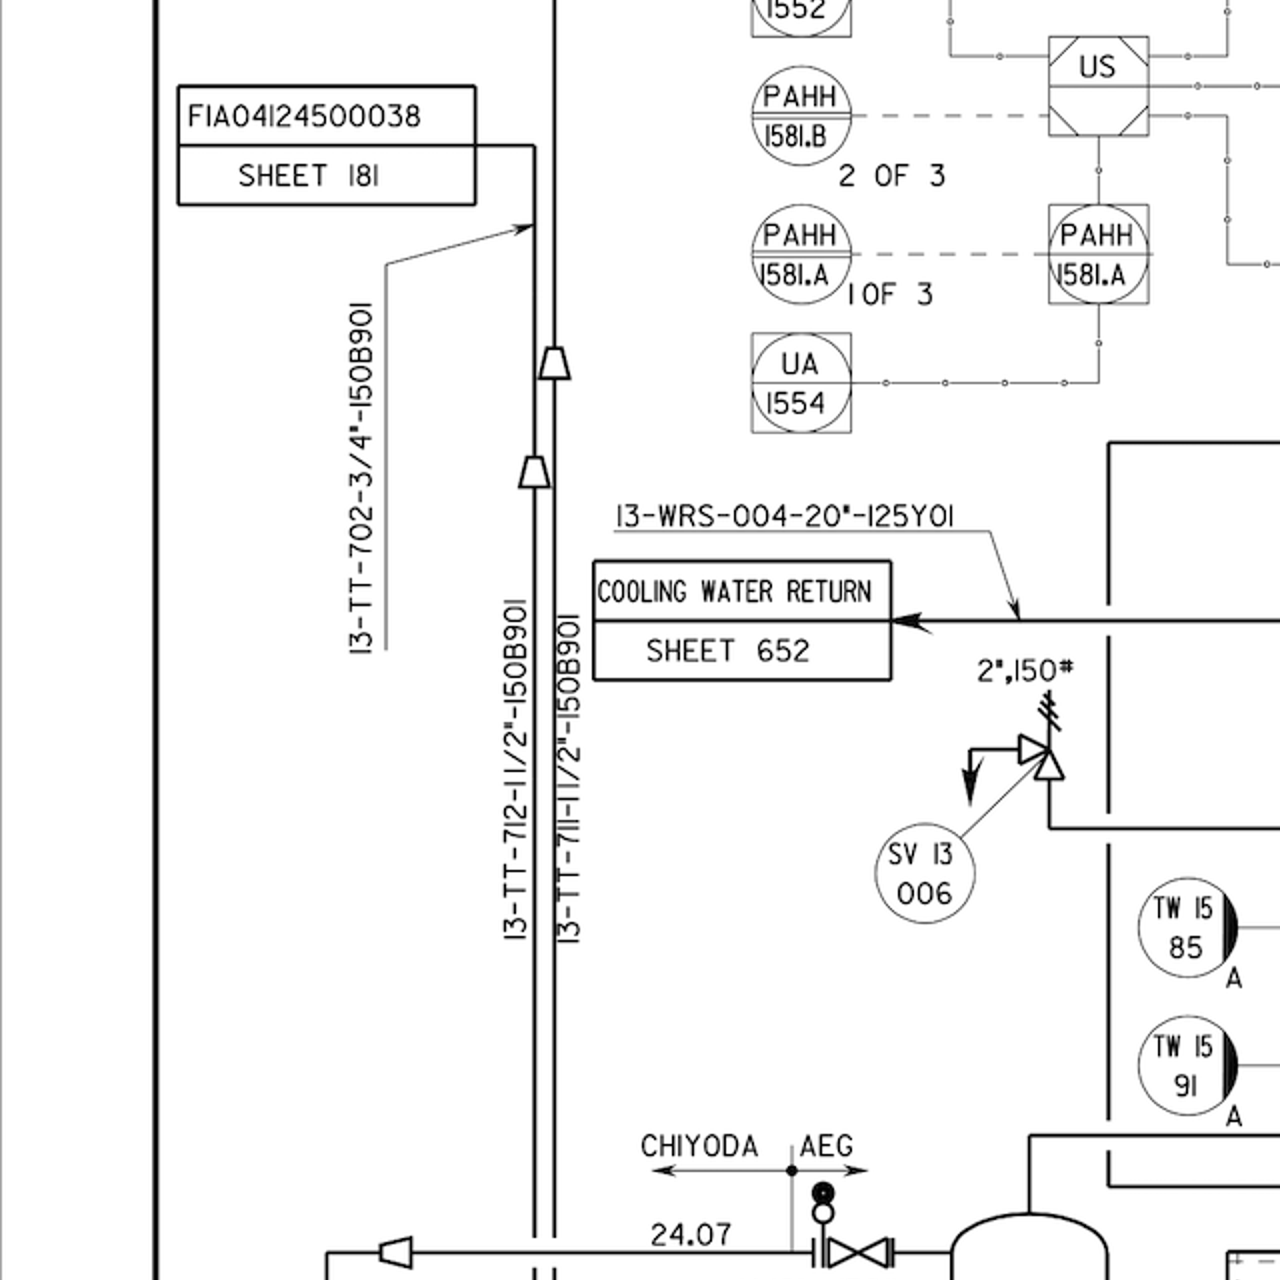 1552
US
FIA04124500038
SHEET 181
PAHH
1581.B
2 OF 3
PAHH
1581.A
1 OF 3
PAHH
1581.A
UA
1554
13-TT-702-3/4"-150B901
13-WRS-004-20"-125Y01
COOLING WATER RETURN
SHEET 652
2",150#
13-TT-712-11/2"-150B901
13-TT-711-11/2"-150B901
SV 13
006
TW 15
85
A
TW 15
91
A
CHIYODA
AEG
24.07